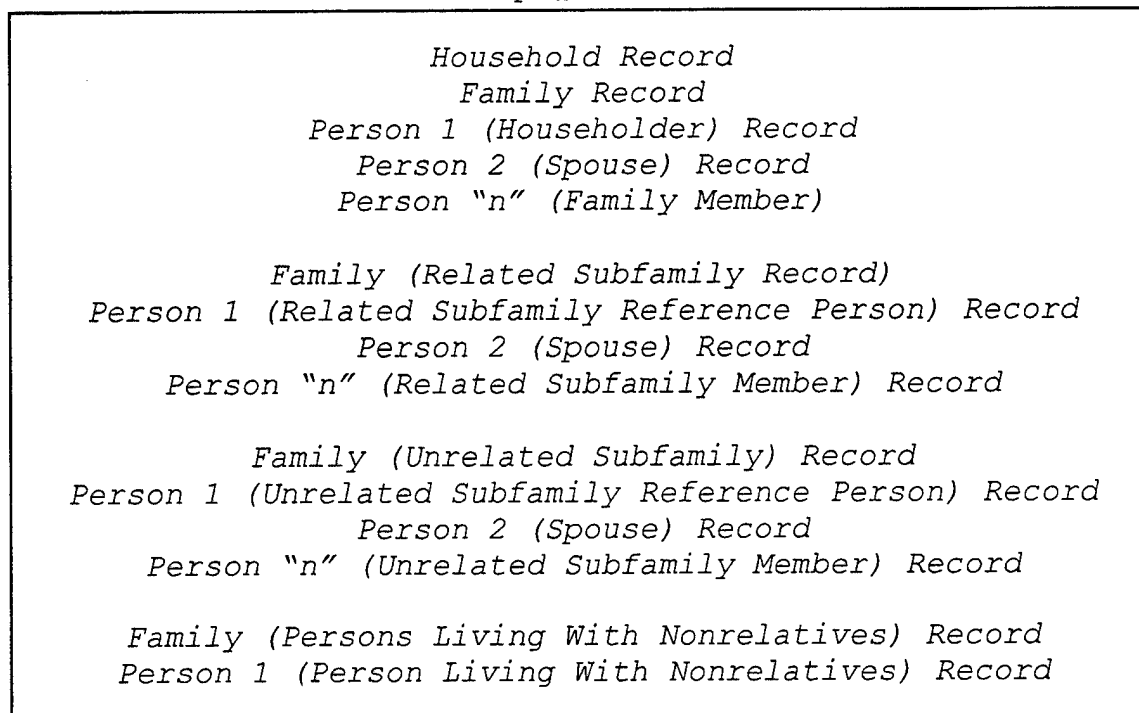 Household Record
Family Record
Person 1 (Householder) Record
Person 2 (Spouse) Record
Person "n" (Family Member)
Family (Related Subfamily Record)
Person 1 (Related Subfamily Reference Person) Record
Person 2 (Spouse) Record
Person "n" (Related Subfamily Member) Record
Family (Unrelated Subfamily) Record
Person 1 (Unrelated Subfamily Reference Person) Record
Person 2 (Spouse) Record
Person "n" (Unrelated Subfamily Member) Record
Family (Persons Living With Nonrelatives) Record
Person 1 (Person Living With Nonrelatives) Record